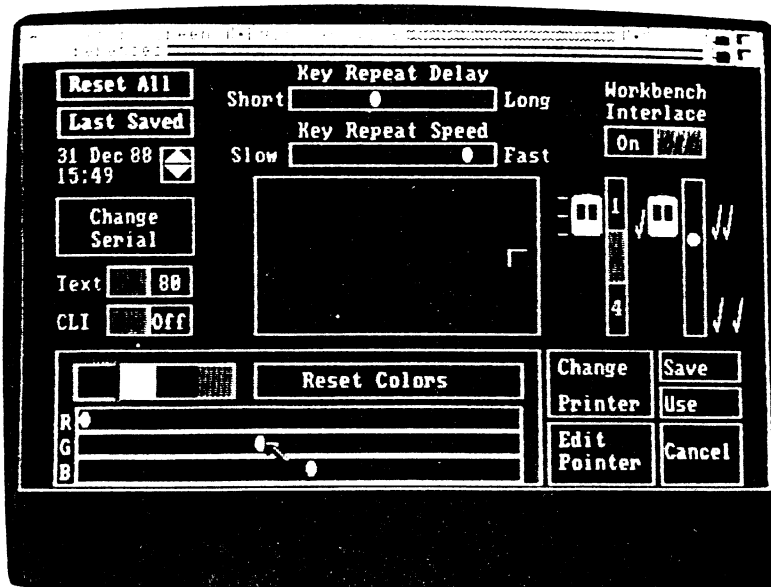 Reset All
Last Saved
31 Dec 88
15:49
Change
Serial
Text 80
CLI Off
Key Repeat Delay
Short Long
Key Repeat Speed
Slow Fast
Workbench
Interlace
On
1
4
Reset Colors
R
G
B
Change
Printer
Edit
Pointer
Save
Use
Cancel